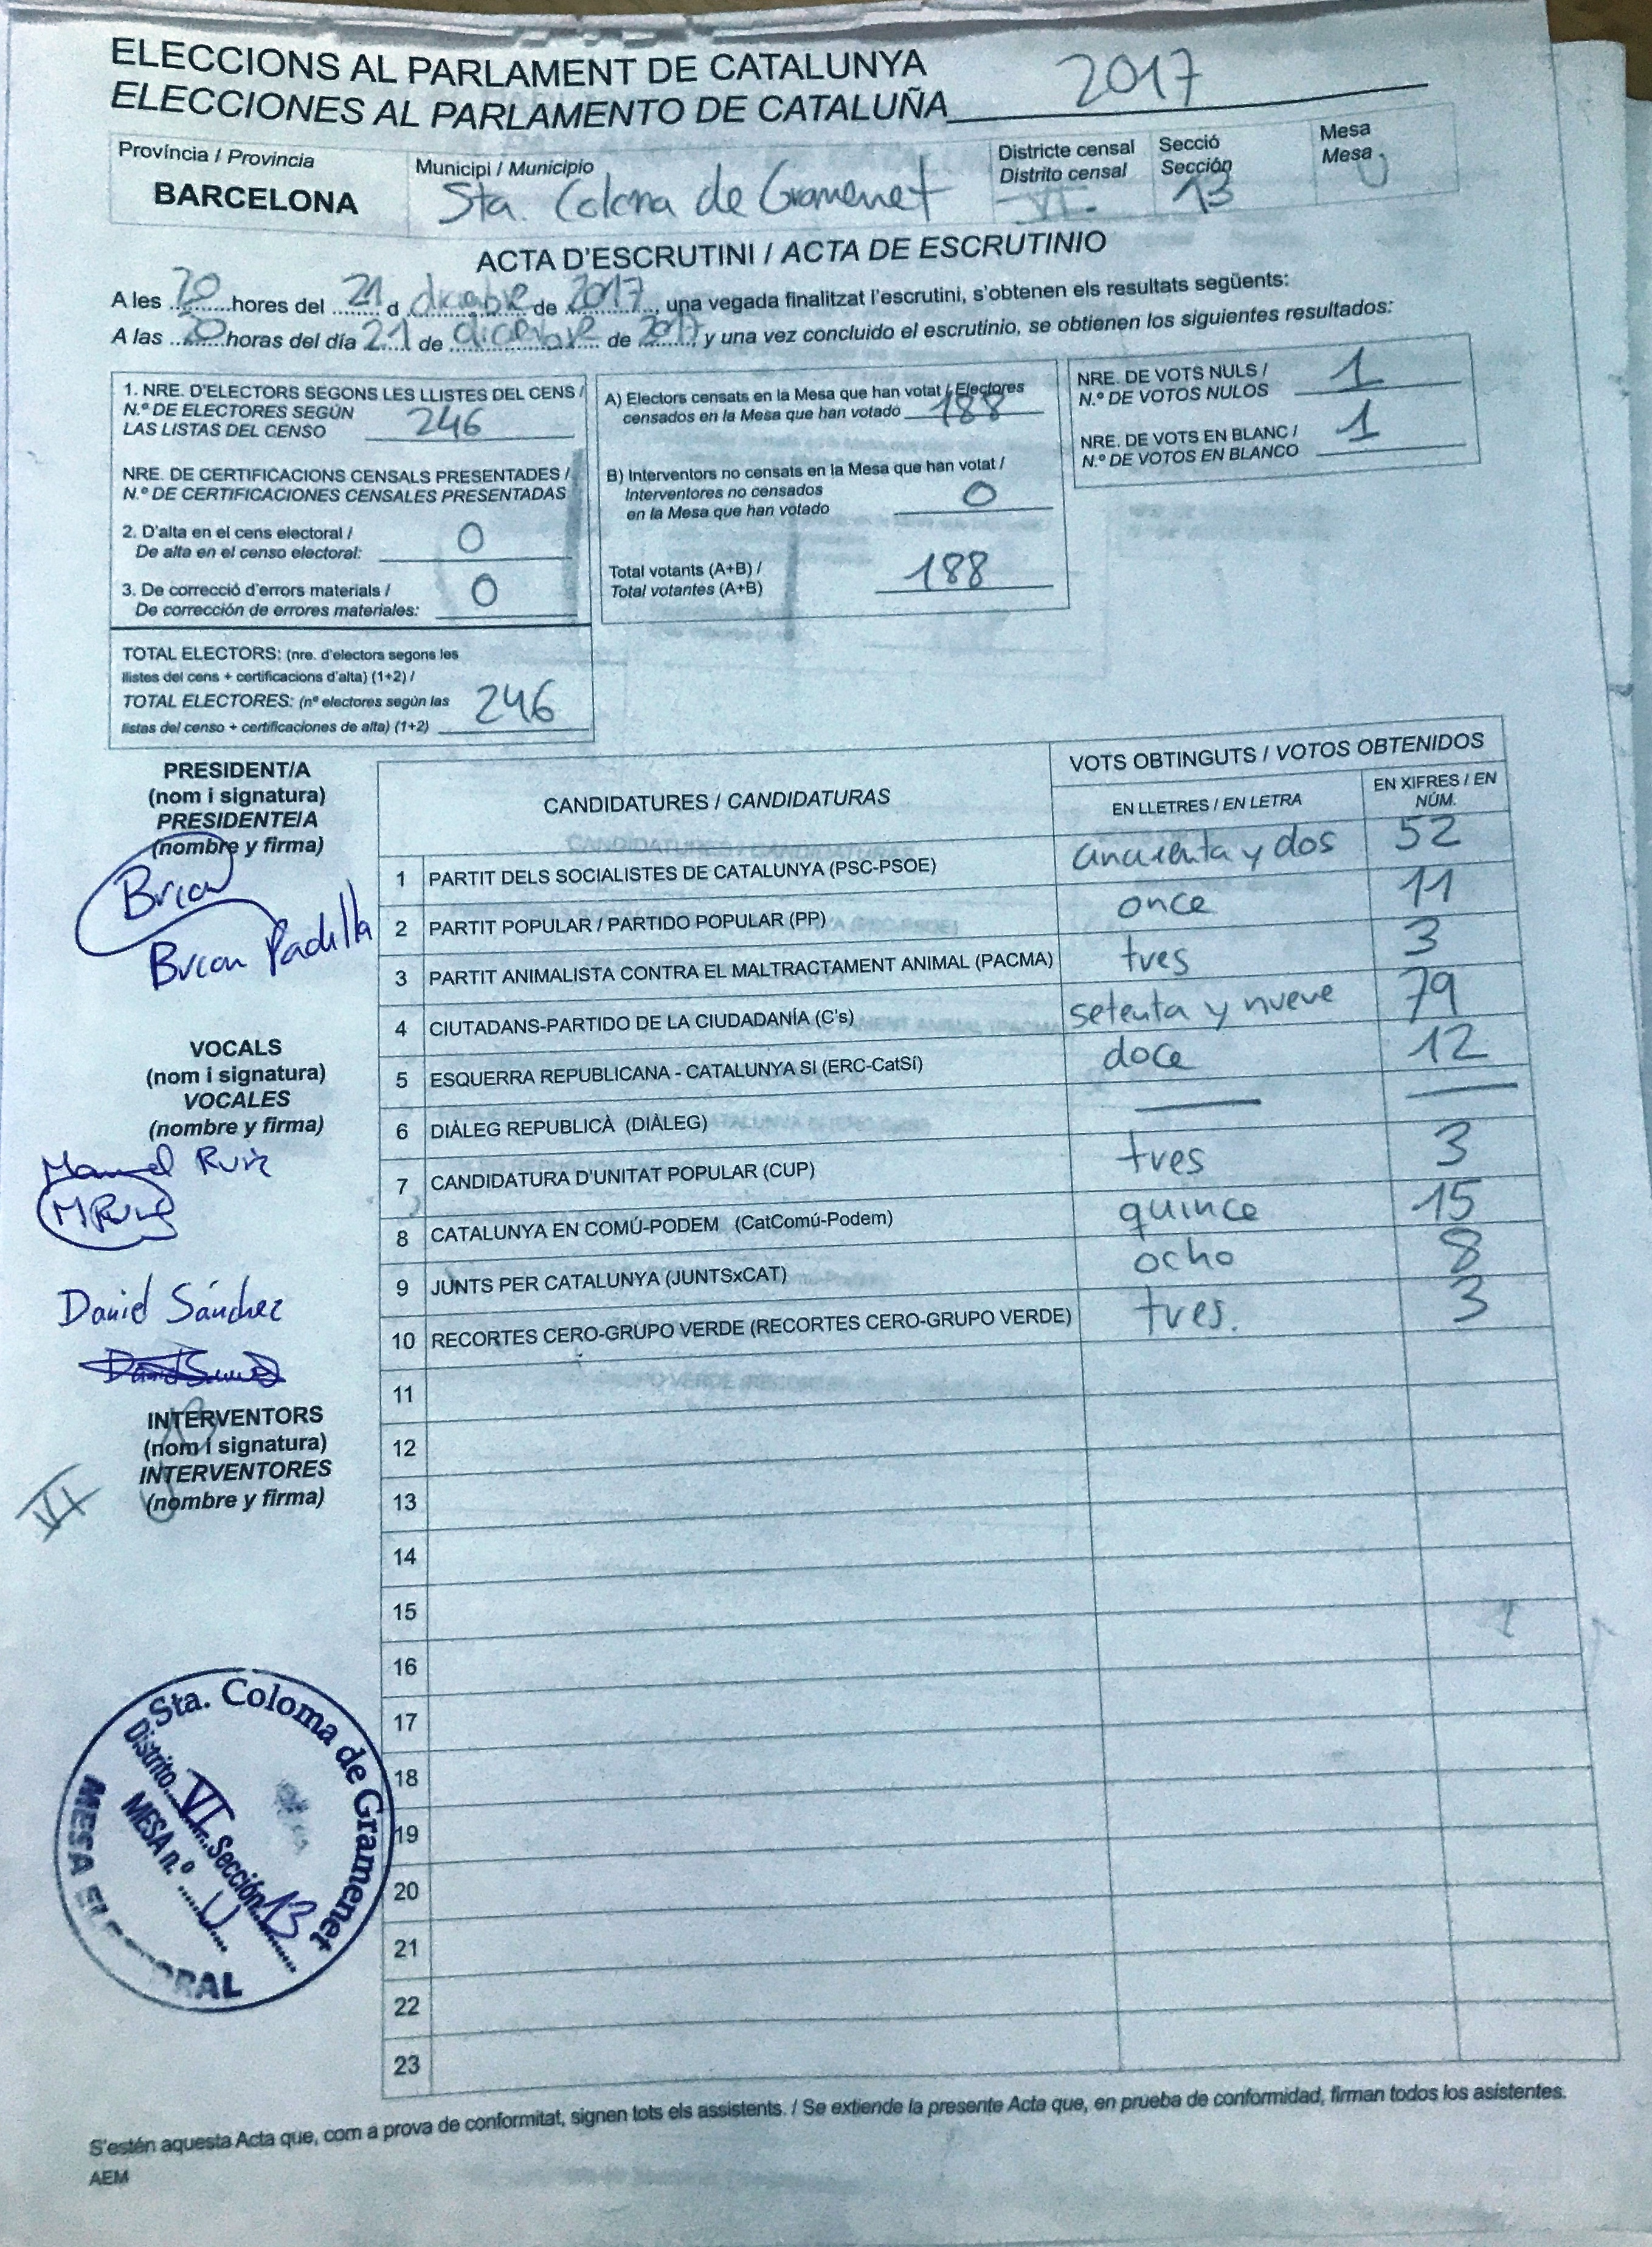 ELECCIONS AL PARLAMENT DE CATALUNYA
ELECCIONES AL PARLAMENTO DE CATALUÑA 2017
Província / Provincia
BARCELONA
Municipi / Municipio
Sta. Coloma de Gramenet
Districte censal
Distrito censal
VI.
Secció
Sección
13
Mesa
Mesa
U
ACTA D'ESCRUTINI / ACTA DE ESCRUTINIO
A les 20 hores del 21 d diciembre de 2017, una vegada finalitzat l'escrutini, s'obtenen els resultats següents:
A las 20 horas del día 21 de diciembre de 2017 y una vez concluido el escrutinio, se obtienen los siguientes resultados:
1. NRE. D'ELECTORS SEGONS LES LLISTES DEL CENS /
N.º DE ELECTORES SEGÚN
LAS LISTAS DEL CENSO 246
NRE. DE CERTIFICACIONS CENSALS PRESENTADES /
N.º DE CERTIFICACIONES CENSALES PRESENTADAS
2. D'alta en el cens electoral /
De alta en el censo electoral: 0
3. De correcció d'errors materials /
De corrección de errores materiales: 0
TOTAL ELECTORS: (nre. d'electors segons les
llistes del cens + certificacions d'alta) (1+2) /
TOTAL ELECTORES: (nº electores según las
listas del censo + certificaciones de alta) (1+2) 246
A) Electors censats en la Mesa que han votat / Electores
censados en la Mesa que han votado 188
B) Interventors no censats en la Mesa que han votat /
Interventores no censados
en la Mesa que han votado 0
Total votants (A+B) /
Total votantes (A+B) 188
NRE. DE VOTS NULS /
N.º DE VOTOS NULOS 1
NRE. DE VOTS EN BLANC /
N.º DE VOTOS EN BLANCO 1
PRESIDENT/A
(nom i signatura)
PRESIDENTE/A
(nombre y firma)
Brian
Brian Padilla
VOCALS
(nom i signatura)
VOCALES
(nombre y firma)
Manuel Ruiz
MRuiz
David Sánchez
INTERVENTORS
(nom i signatura)
INTERVENTORES
(nombre y firma)
VI
CANDIDATURES / CANDIDATURAS
VOTS OBTINGUTS / VOTOS OBTENIDOS
EN LLETRES / EN LETRA
EN XIFRES / EN
NÚM.
1 PARTIT DELS SOCIALISTES DE CATALUNYA (PSC-PSOE) cincuenta y dos 52
2 PARTIT POPULAR / PARTIDO POPULAR (PP) once 11
3 PARTIT ANIMALISTA CONTRA EL MALTRACTAMENT ANIMAL (PACMA) tres 3
4 CIUTADANS-PARTIDO DE LA CIUDADANÍA (C's) setenta y nueve 79
5 ESQUERRA REPUBLICANA - CATALUNYA SI (ERC-CatSí) doce 12
6 DIÀLEG REPUBLICÀ (DIÀLEG) — —
7 CANDIDATURA D'UNITAT POPULAR (CUP) tres 3
8 CATALUNYA EN COMÚ-PODEM (CatComú-Podem) quince 15
9 JUNTS PER CATALUNYA (JUNTSxCAT) ocho 8
10 RECORTES CERO-GRUPO VERDE (RECORTES CERO-GRUPO VERDE) tres. 3
11
12
13
14
15
16
17
18
19
20
21
22
23
Sta. Coloma de Gramenet
Distrito VI Sección 13
MESA n.º U
MESA ELECTORAL
S'estén aquesta Acta que, com a prova de conformitat, signen tots els assistents. / Se extiende la presente Acta que, en prueba de conformidad, firman todos los asistentes.
AEM